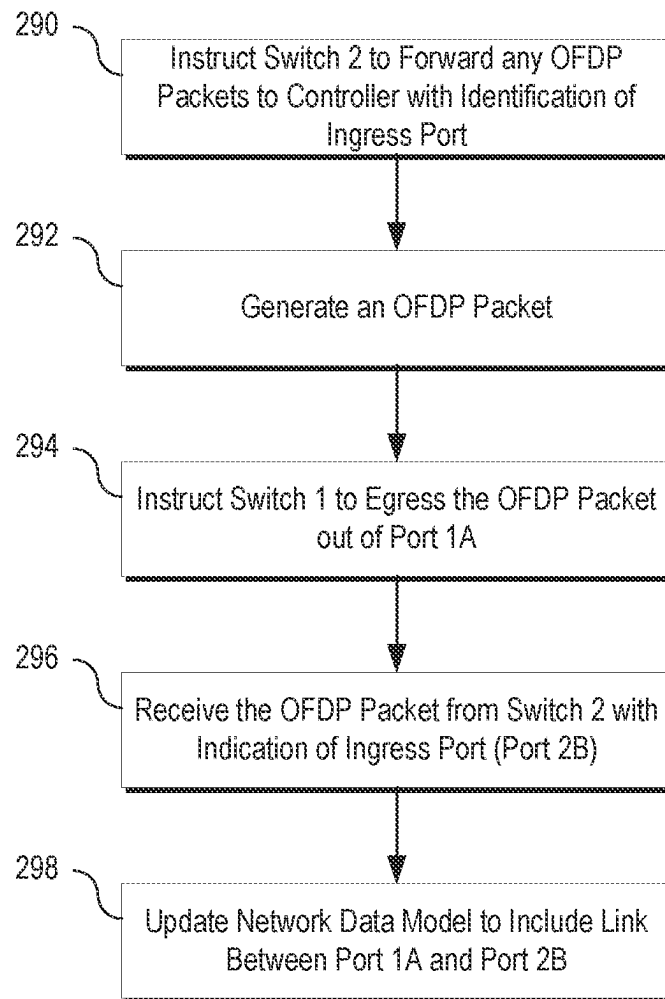 290
Instruct Switch 2 to Forward any OFDP
Packets to Controller with Identification of
Ingress Port
292
Generate an OFDP Packet
294
Instruct Switch 1 to Egress the OFDP Packet
out of Port 1A
296
Receive the OFDP Packet from Switch 2 with
Indication of Ingress Port (Port 2B)
298
Update Network Data Model to Include Link
Between Port 1A and Port 2B